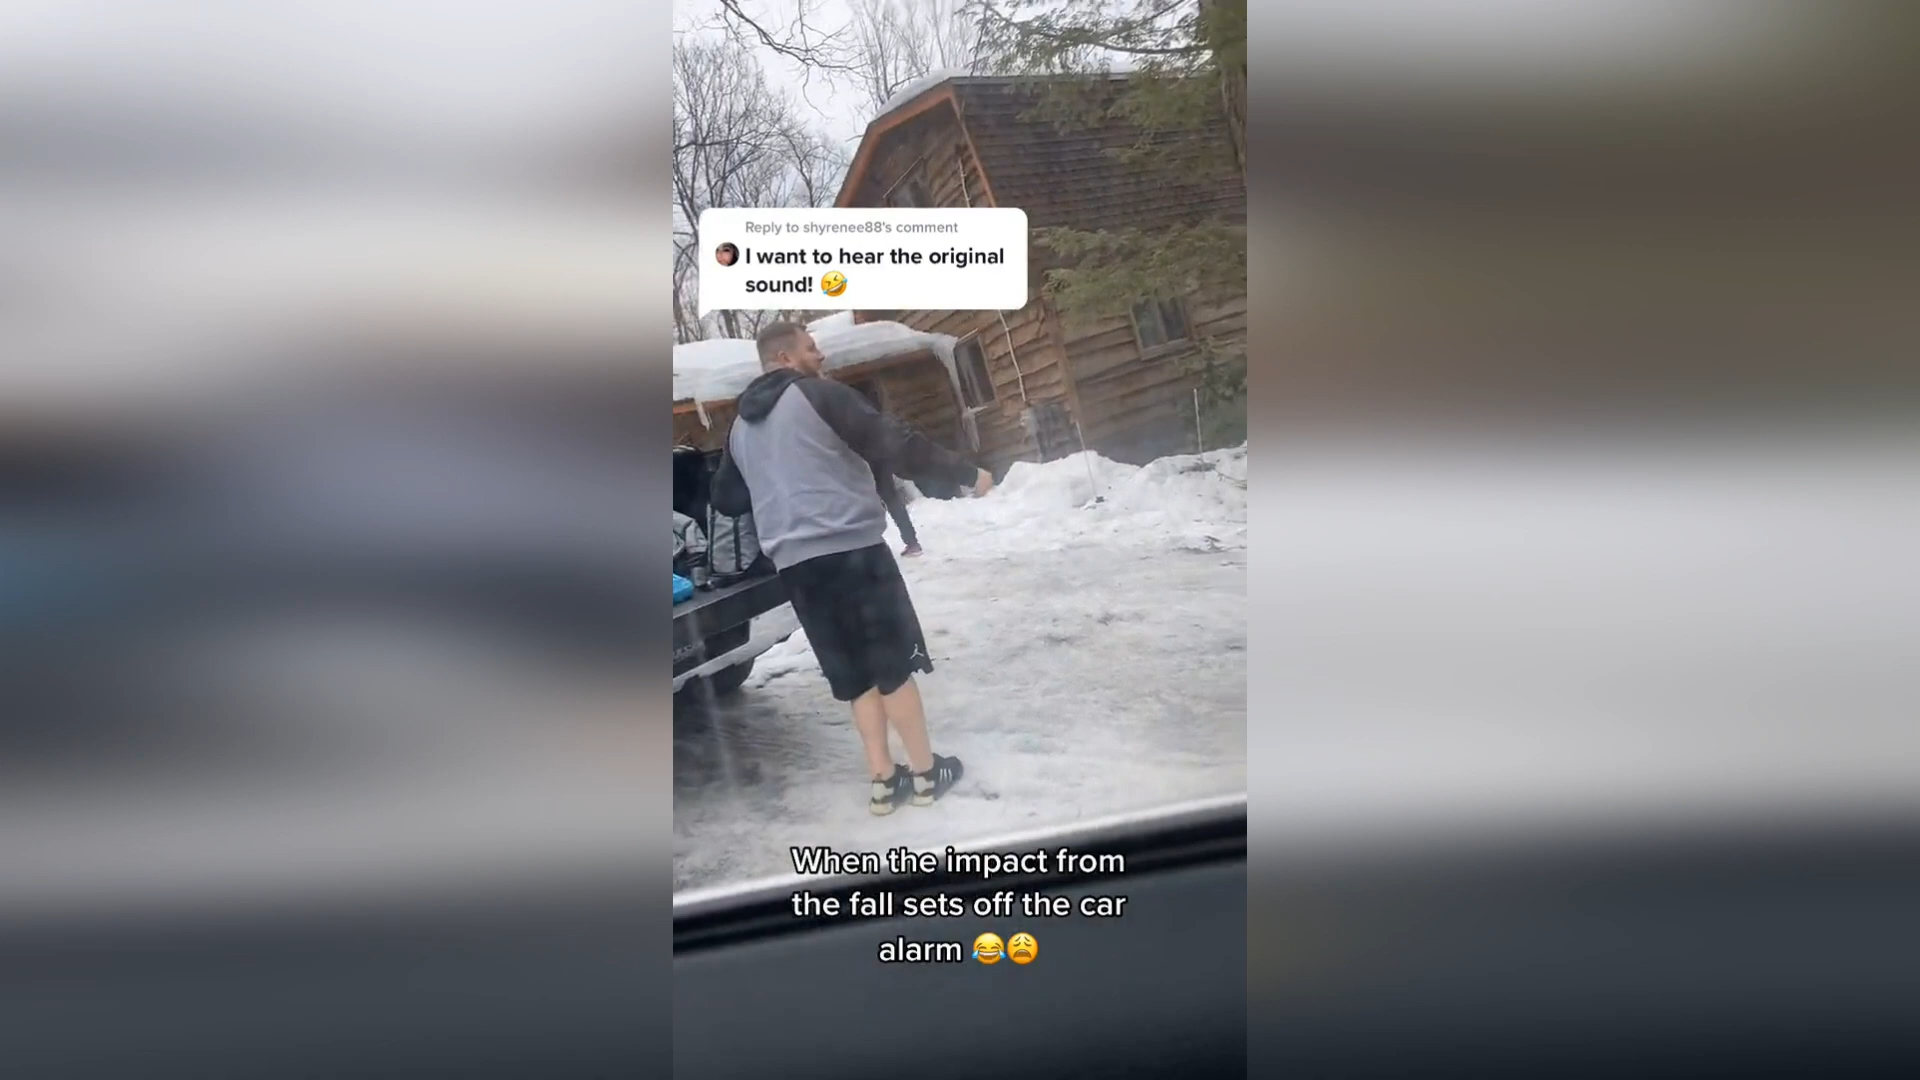 Reply to shyrenee88's comment
I want to hear the original
sound! 🤣
When the impact from
the fall sets off the car
alarm 😂😩